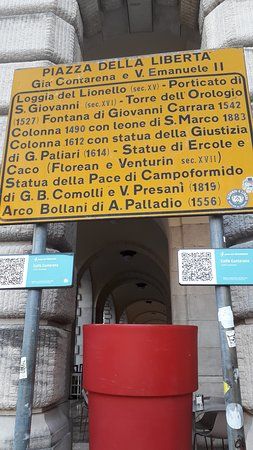 PIAZZA DELLA LIBERTÀ
Già Contarena e V. Emanuele II
Loggia del Lionello (sec. XV) - Porticato di
S. Giovanni (sec. XVI) - Torre dell'Orologio
(1527) Fontana di Giovanni Carrara 1542
Colonna 1490 con leone di S. Marco 1883
Colonna 1612 con statua della Giustizia
di G. Paliari (1614) - Statue di Ercole e
Caco (Florean e Venturin sec. XVII)
Statua della Pace di Campoformido
di G. B. Comolli e V. Presanì (1819)
Arco Bollani di A. Palladio (1556)
Caffè Contarena
Caffè Contarena